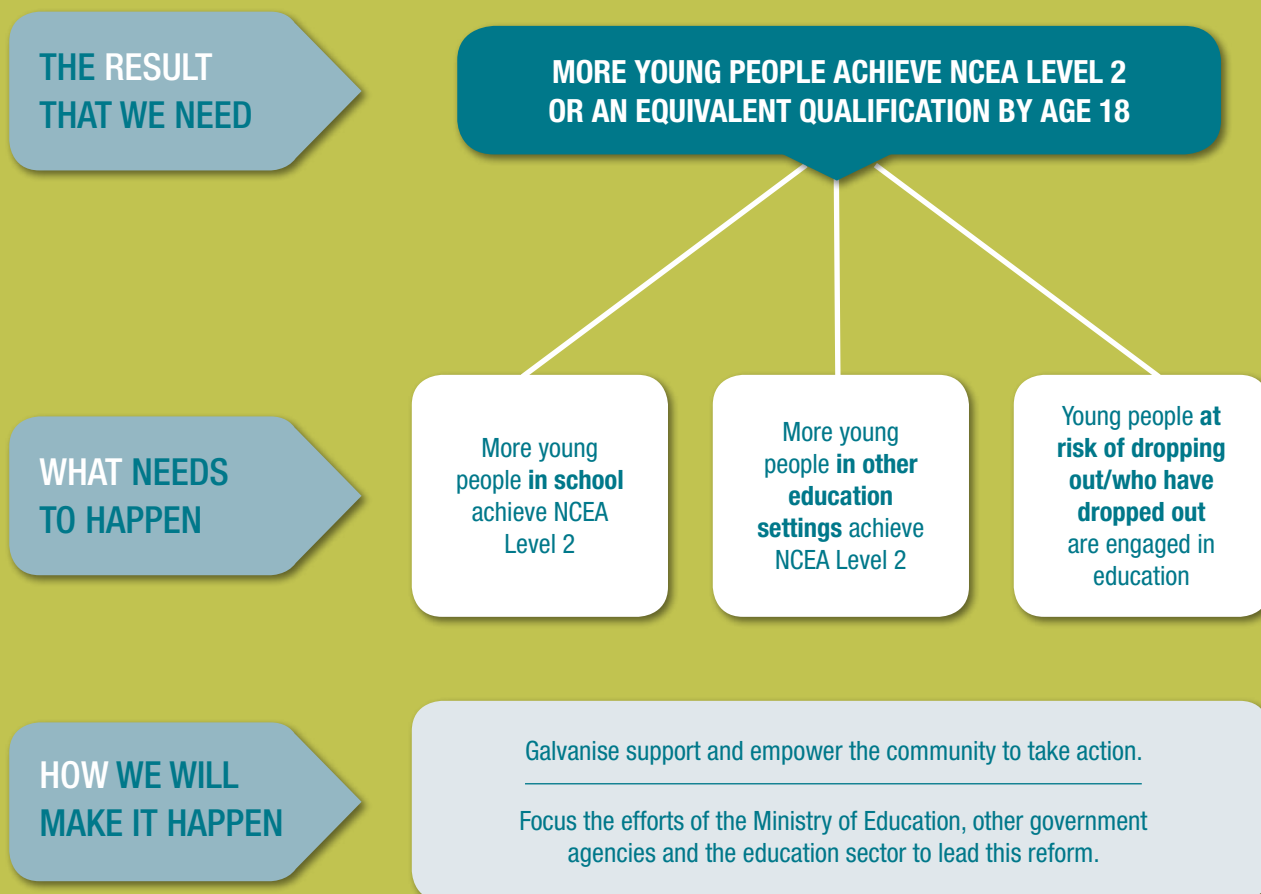 THE RESULT
THAT WE NEED
MORE YOUNG PEOPLE ACHIEVE NCEA LEVEL 2
OR AN EQUIVALENT QUALIFICATION BY AGE 18
WHAT NEEDS
TO HAPPEN
More young
people in school
achieve NCEA
Level 2
More young
people in other
education
settings achieve
NCEA Level 2
Young people at
risk of dropping
out/who have
dropped out
are engaged in
education
HOW WE WILL
MAKE IT HAPPEN
Galvanise support and empower the community to take action.
Focus the efforts of the Ministry of Education, other government
agencies and the education sector to lead this reform.